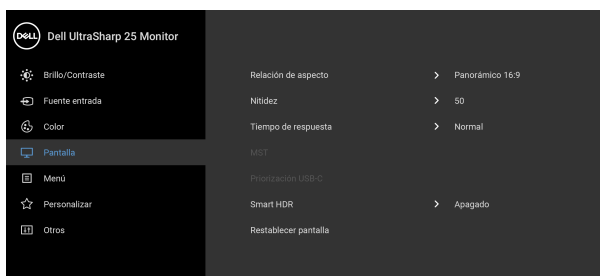 DELL
Dell UltraSharp 25 Monitor
Brillo/Contraste
Fuente entrada
Color
Pantalla
Menú
Personalizar
Otros
Relación de aspecto > Panorámico 16:9
Nitidez > 50
Tiempo de respuesta > Normal
MST
Priorización USB-C
Smart HDR > Apagado
Restablecer pantalla